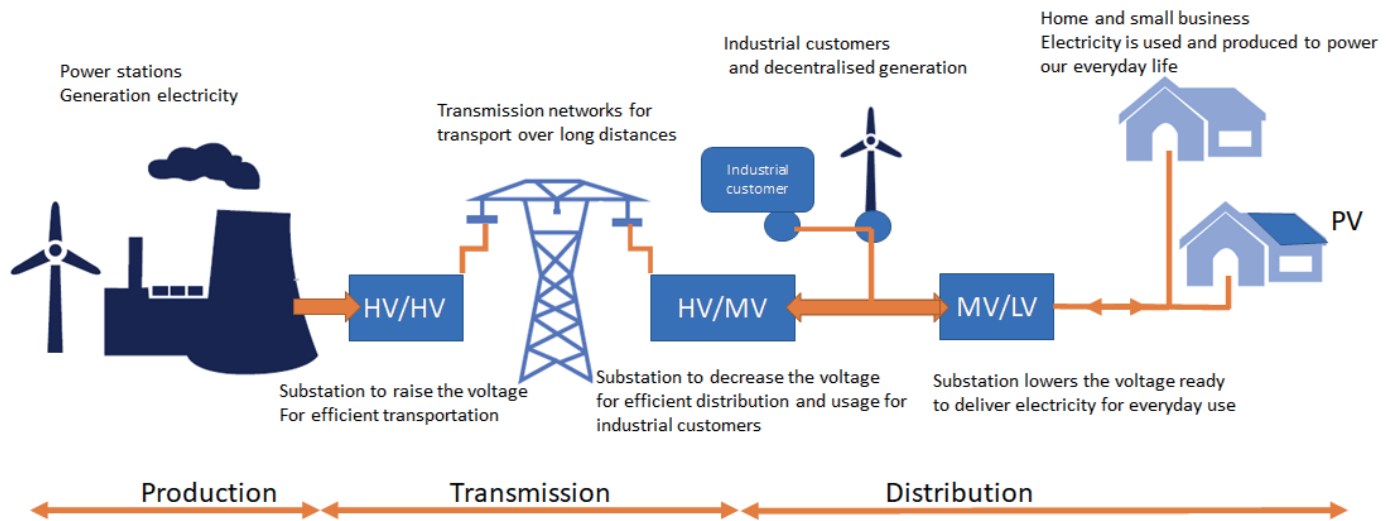 Power stations
Generation electricity
Transmission networks for
transport over long distances
Industrial customers
and decentralised generation
Home and small business
Electricity is used and produced to power
our everyday life
Industrial
customer
PV
HV/HV
HV/MV
MV/LV
Substation to raise the voltage
For efficient transportation
Substation to decrease the voltage
for efficient distribution and usage for
industrial customers
Substation lowers the voltage ready
to deliver electricity for everyday use
Production
Transmission
Distribution